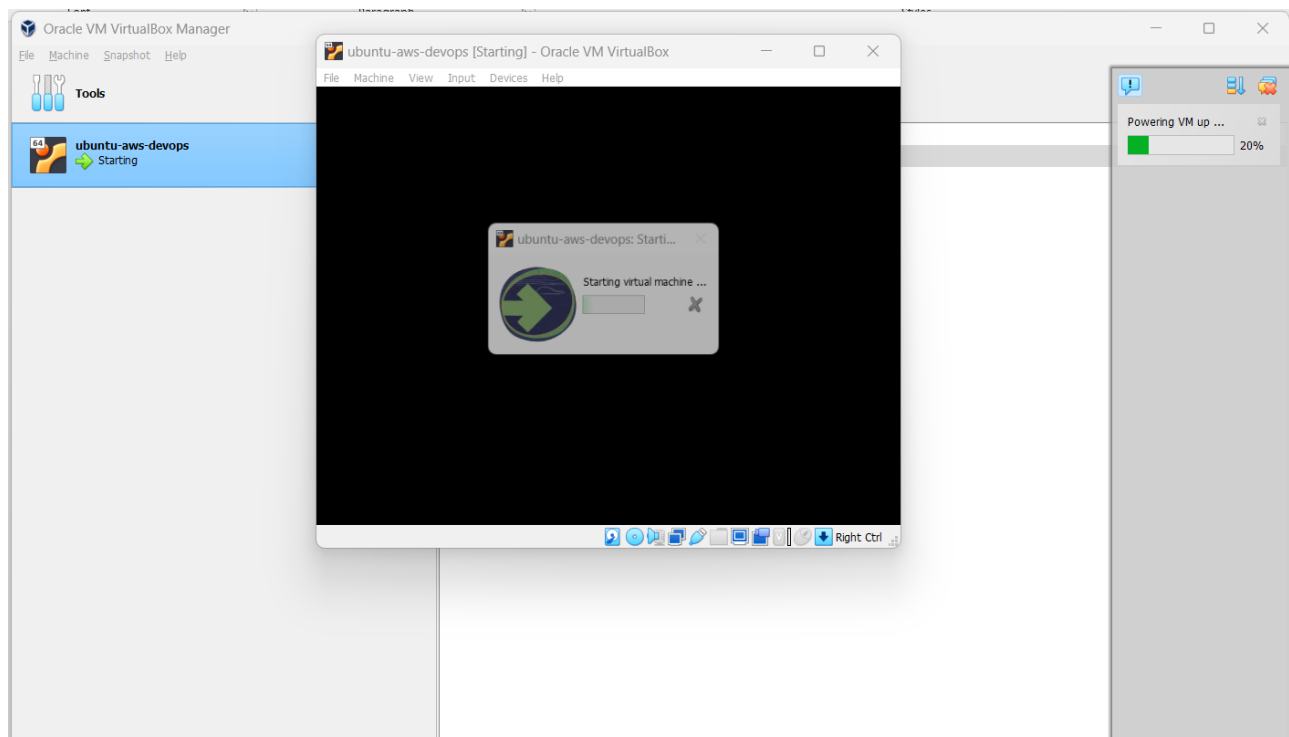 Oracle VM VirtualBox Manager
File Machine Snapshot Help
Tools
64
ubuntu-aws-devops
Starting
ubuntu-aws-devops [Starting] - Oracle VM VirtualBox
File Machine View Input Devices Help
ubuntu-aws-devops: Starti...
Starting virtual machine ...
Right Ctrl
Powering VM up ...
20%